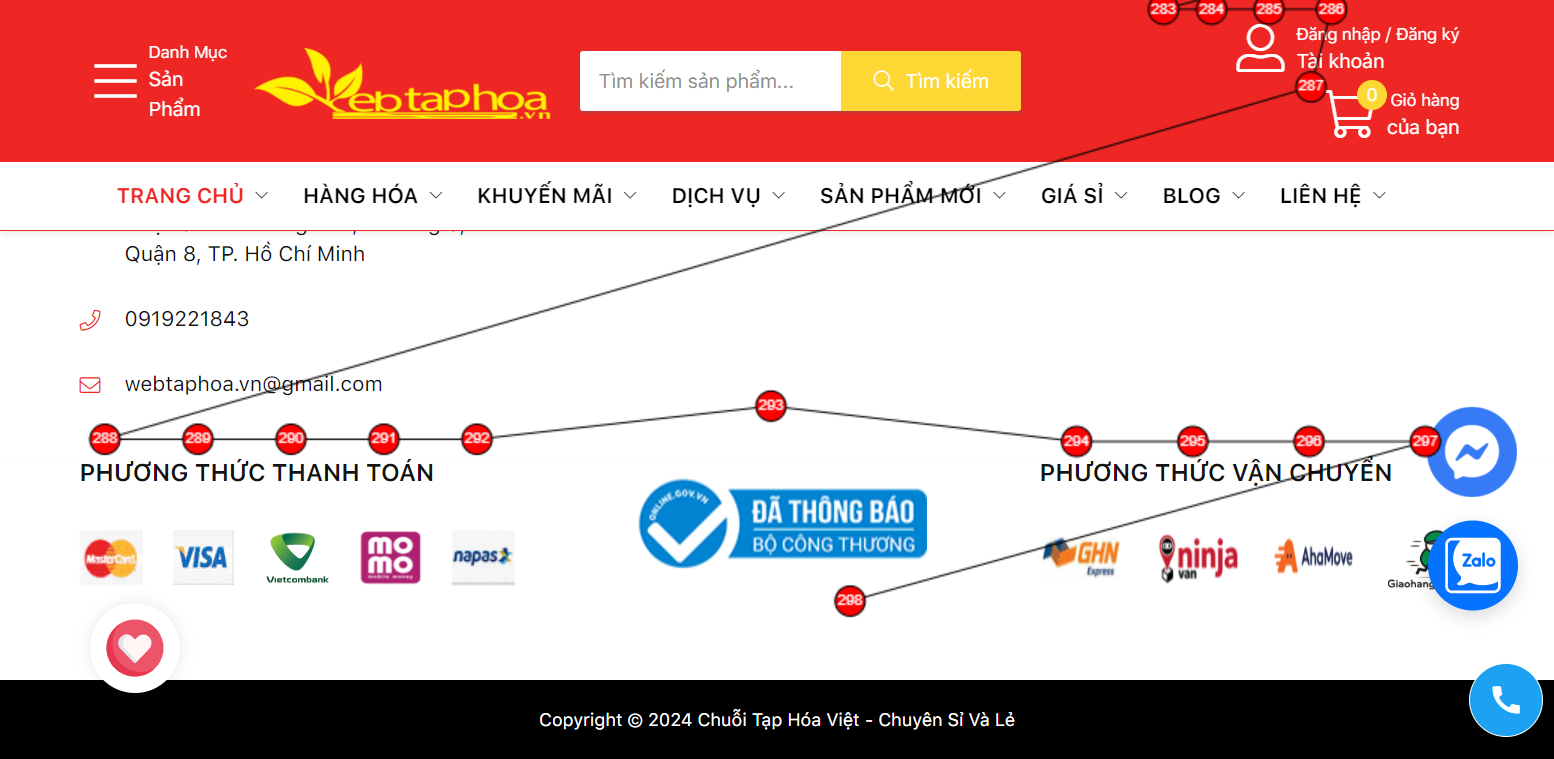 283 284 285 286
Danh Mục
Sản
Phẩm
ebtaphoa
.vn
Tìm kiếm sản phẩm...
Tìm kiếm
Đăng nhập / Đăng ký
Tài khoản
287
0
Giỏ hàng
của bạn
TRANG CHỦ HÀNG HÓA KHUYẾN MÃI DỊCH VỤ SẢN PHẨM MỚI GIÁ SỈ BLOG LIÊN HỆ
Quận 8, TP. Hồ Chí Minh
0919221843
webtaphoa.vn@gmail.com
288 289 290 291 292 293 294 295 296 297
PHƯƠNG THỨC THANH TOÁN
PHƯƠNG THỨC VẬN CHUYỂN
ONLINE.GOV.VN
ĐÃ THÔNG BÁO
BỘ CÔNG THƯƠNG
MasterCard
VISA
Vietcombank
mo
mo
mobile money
napas
GHN
Express
ninja
van
AhaMove
Giaohang
Zalo
298
Copyright © 2024 Chuỗi Tạp Hóa Việt - Chuyên Sỉ Và Lẻ